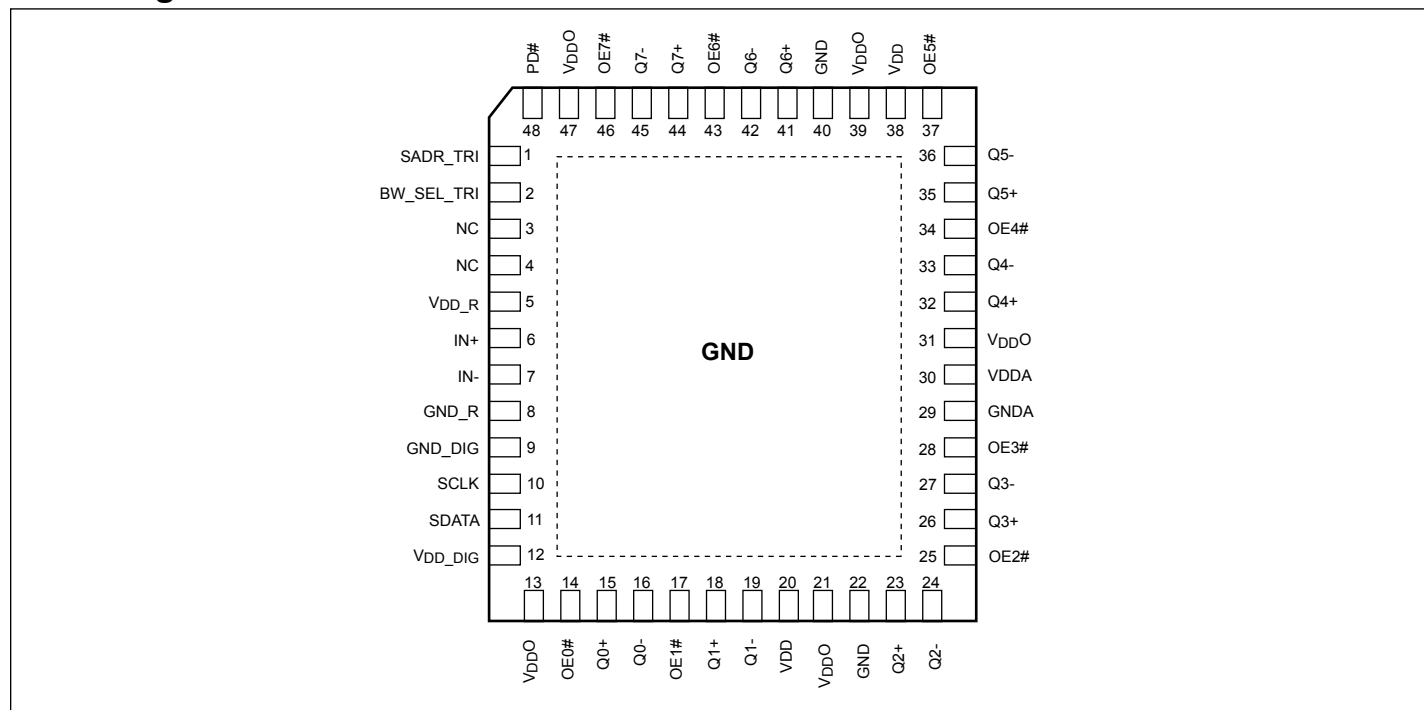 PD#
VDDO
OE7#
Q7-
Q7+
OE6#
Q6-
Q6+
GND
VDDO
VDD
OE5#
48 47 46 45 44 43 42 41 40 39 38 37
SADR_TRI 1
BW_SEL_TRI 2
NC 3
NC 4
VDD_R 5
IN+ 6
IN- 7
GND_R 8
GND_DIG 9
SCLK 10
SDATA 11
VDD_DIG 12
GND
36 Q5-
35 Q5+
34 OE4#
33 Q4-
32 Q4+
31 VDDO
30 VDDA
29 GNDA
28 OE3#
27 Q3-
26 Q3+
25 OE2#
13 14 15 16 17 18 19 20 21 22 23 24
VDDO
OE0#
Q0+
Q0-
OE1#
Q1+
Q1-
VDD
VDDO
GND
Q2+
Q2-